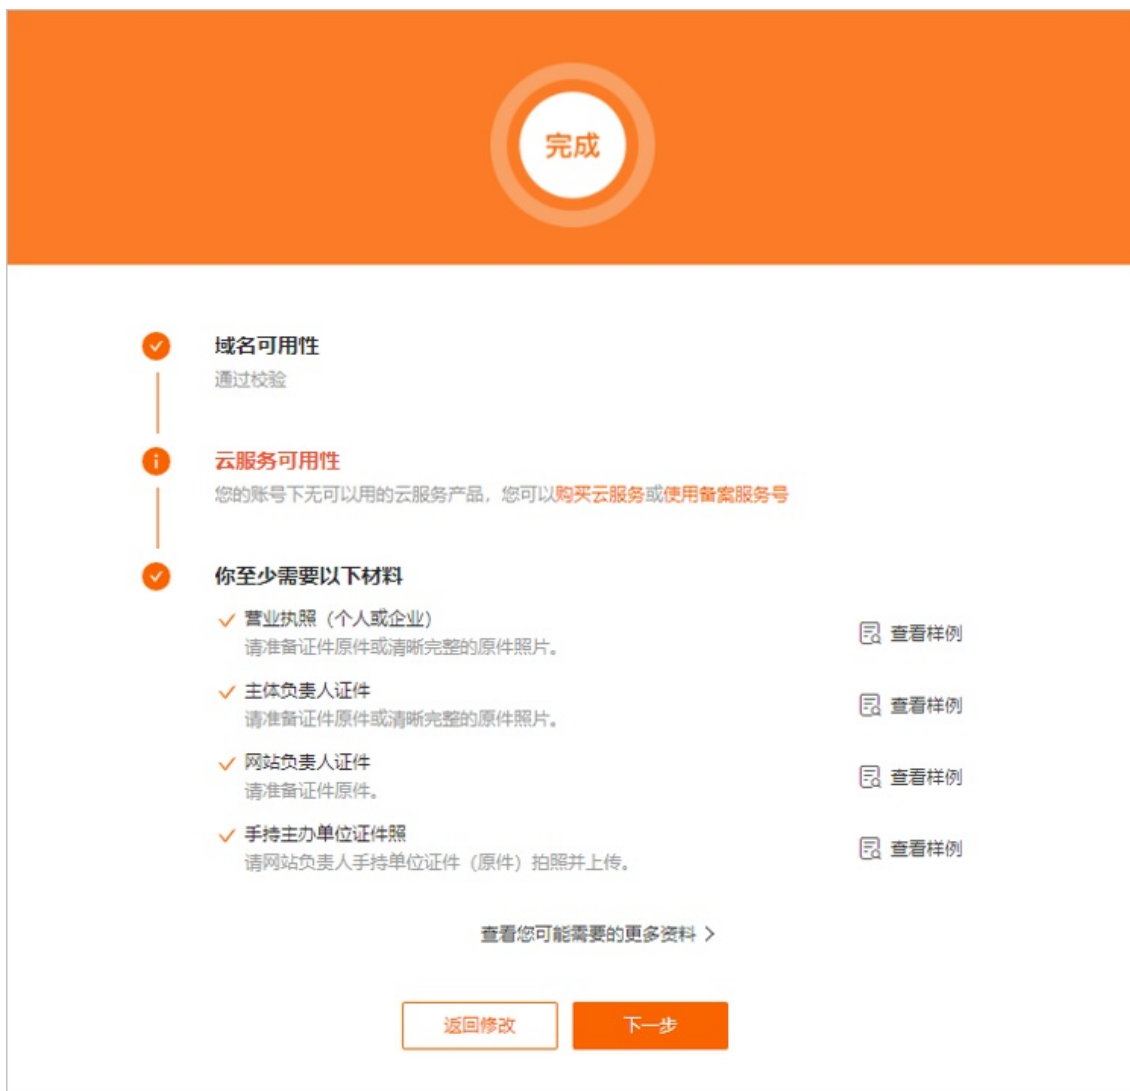 完成
域名可用性
通过校验
云服务可用性
您的账号下无可以用的云服务产品，您可以购买云服务或使用备案服务号
你至少需要以下材料
营业执照（个人或企业）
请准备证件原件或清晰完整的原件照片。
查看样例
主体负责人证件
请准备证件原件或清晰完整的原件照片。
查看样例
网站负责人证件
请准备证件原件。
查看样例
手持主办单位证件照
请网站负责人手持单位证件（原件）拍照并上传。
查看样例
查看您可能需要的更多资料
返回修改
下一步